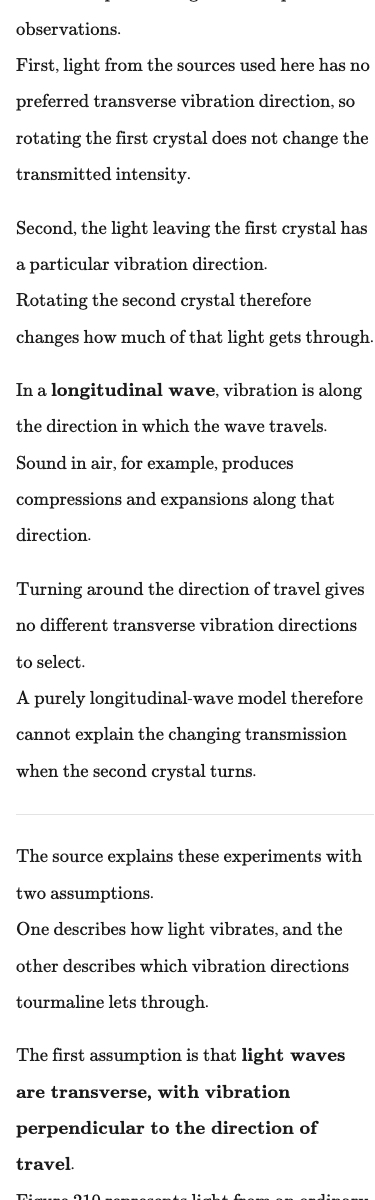 observations.
First, light from the sources used here has no
preferred transverse vibration direction, so
rotating the first crystal does not change the
transmitted intensity.
Second, the light leaving the first crystal has
a particular vibration direction.
Rotating the second crystal therefore
changes how much of that light gets through.
In a longitudinal wave, vibration is along
the direction in which the wave travels.
Sound in air, for example, produces
compressions and expansions along that
direction.
Turning around the direction of travel gives
no different transverse vibration directions
to select.
A purely longitudinal-wave model therefore
cannot explain the changing transmission
when the second crystal turns.
The source explains these experiments with
two assumptions.
One describes how light vibrates, and the
other describes which vibration directions
tourmaline lets through.
The first assumption is that light waves
are transverse, with vibration
perpendicular to the direction of
travel.
Figure 210 represents light from an ordinary